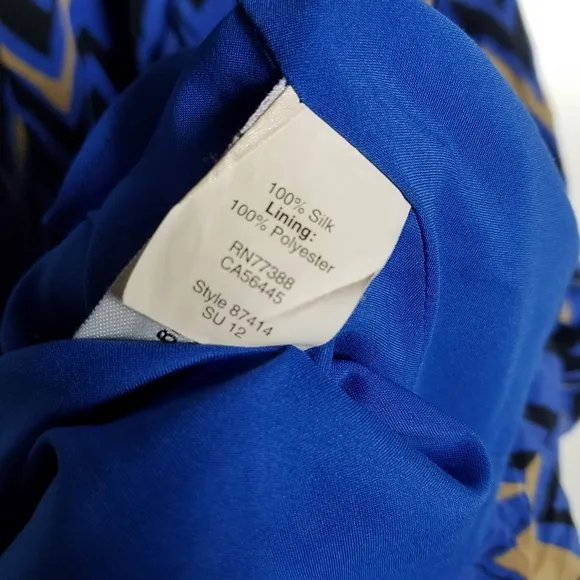 100% Silk
Lining:
100% Polyester
RN77388
CA56445
Style 87414
SU 12